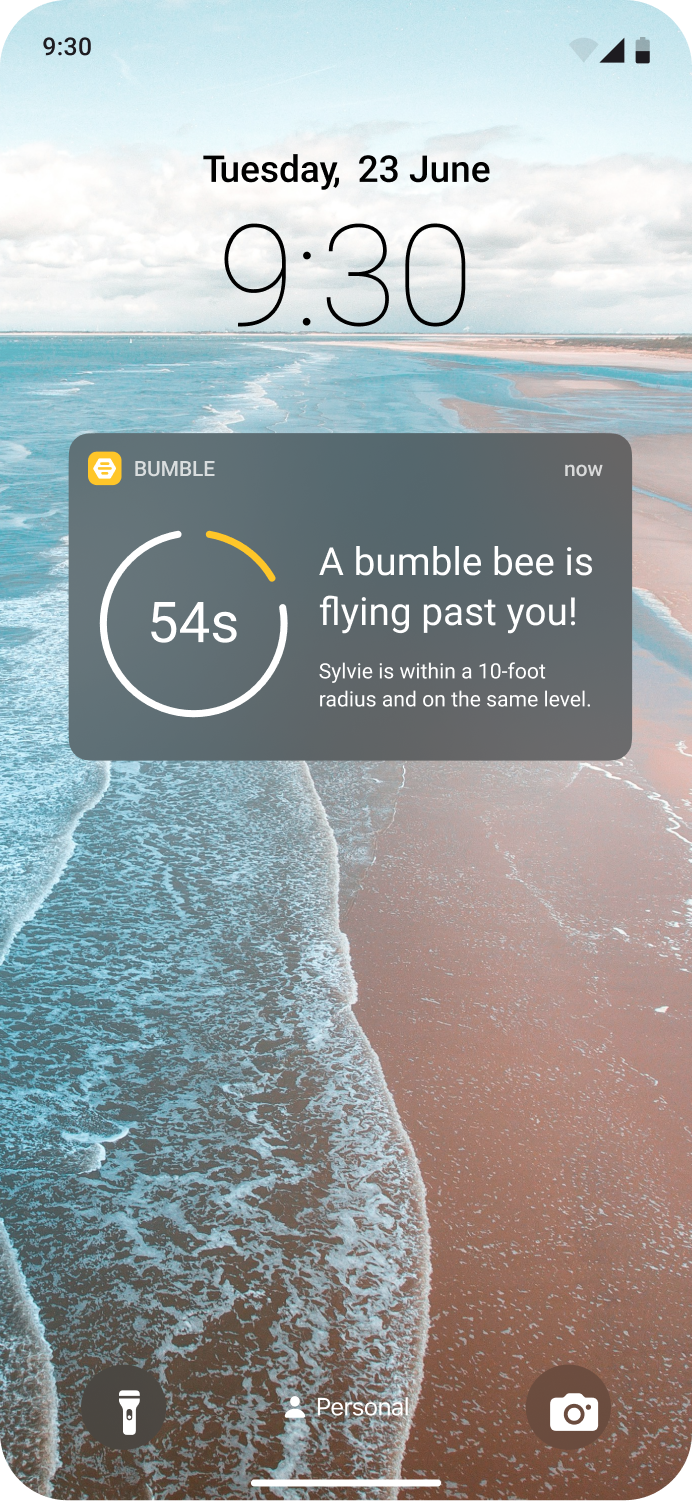 9:30
Tuesday, 23 June
9:30
BUMBLE now
54s
A bumble bee is
flying past you!
Sylvie is within a 10-foot
radius and on the same level.
Personal